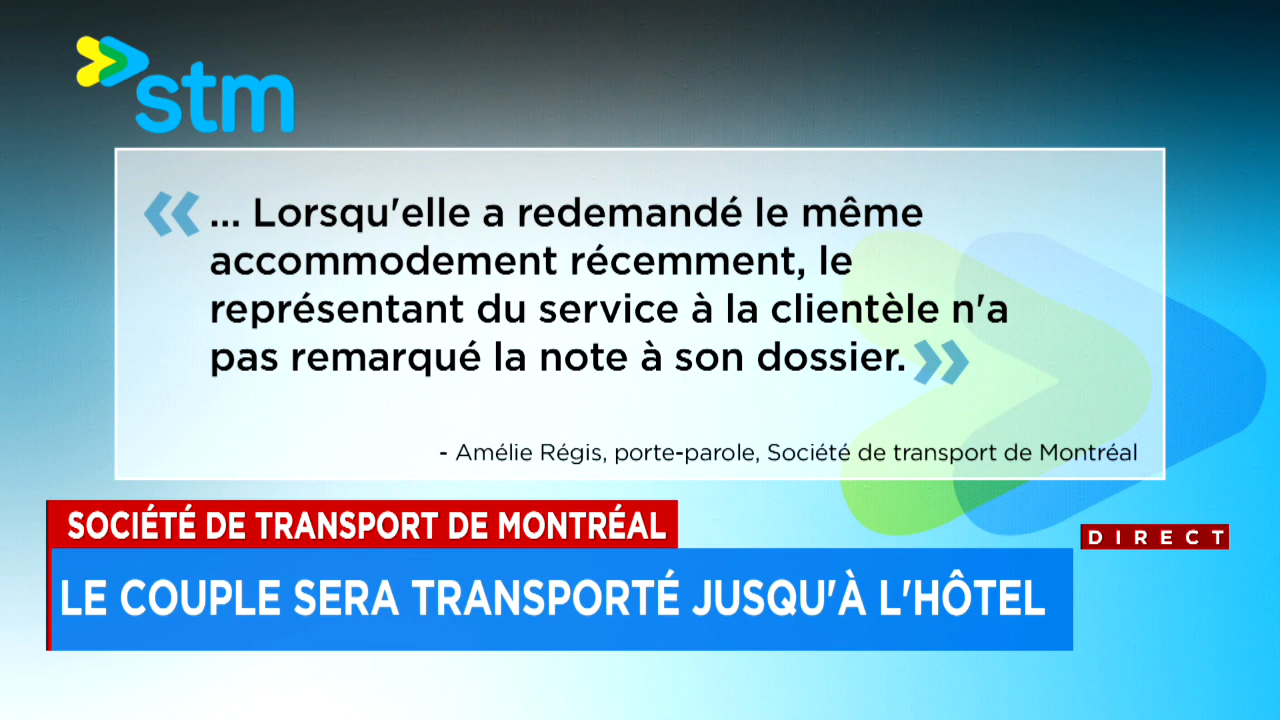 stm
« ... Lorsqu'elle a redemandé le même
accommodement récemment, le
représentant du service à la clientèle n'a
pas remarqué la note à son dossier. »
- Amélie Régis, porte-parole, Société de transport de Montréal
SOCIÉTÉ DE TRANSPORT DE MONTRÉAL
DIRECT
LE COUPLE SERA TRANSPORTÉ JUSQU'À L'HÔTEL